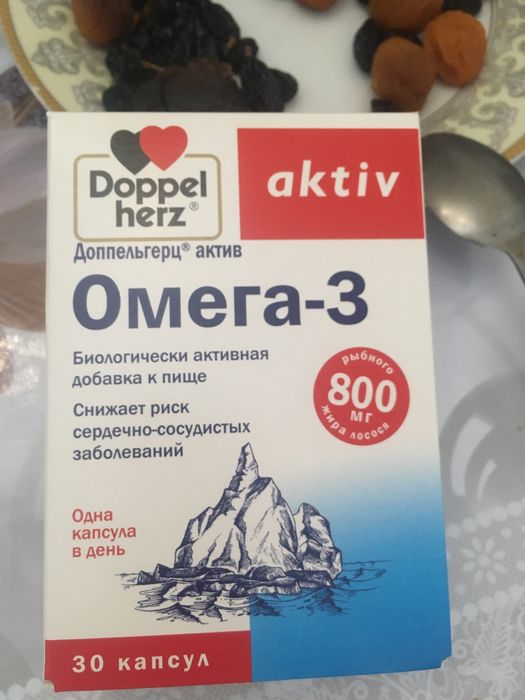 Doppel
herz®
aktiv
Доппельгерц® актив
Омега-3
Биологически активная
добавка к пище
Снижает риск
сердечно-сосудистых
заболеваний
рыбного
800
мг
жира лосося
Одна
капсула
в день
30 капсул